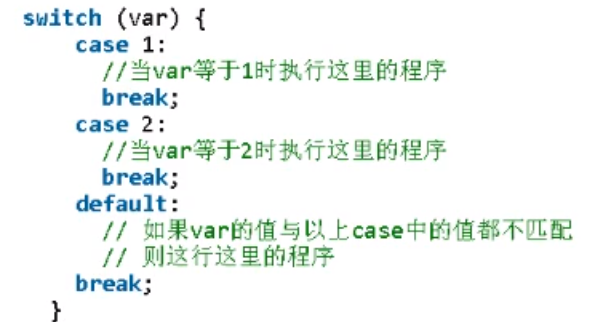 switch (var) {
case 1:
//当var等于1时执行这里的程序
break;
case 2:
//当var等于2时执行这里的程序
break;
default:
// 如果var的值与以上case中的值都不匹配
// 则这行这里的程序
break;
}